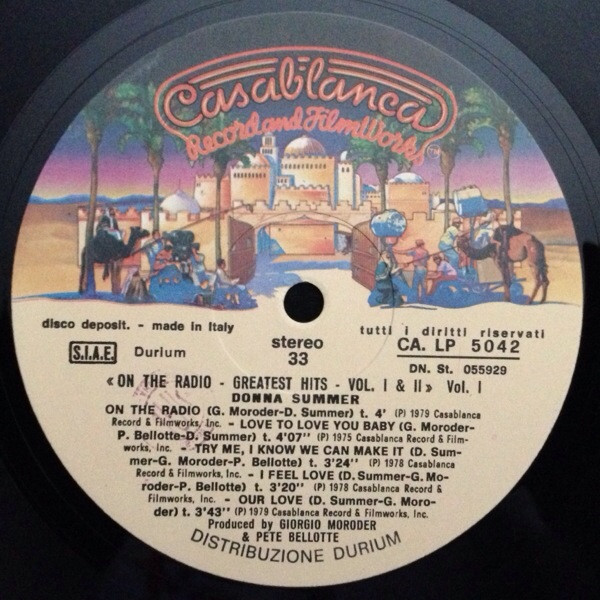 Casablanca
Record and FilmWorks
disco deposit. - made in Italy
tutti i diritti riservati
S.I.A.E. Durium
stereo
33
CA. LP 5042
DN. St. 055929
«ON THE RADIO - GREATEST HITS - VOL. I & II» Vol. I
DONNA SUMMER
ON THE RADIO (G. Moroder-D. Summer) t. 4' (P) 1979 Casablanca
Record & Filmworks, Inc. - LOVE TO LOVE YOU BABY (G. Moroder-
P. Bellotte-D. Summer) t. 4'07'' (P) 1975 Casablanca Record & Film-
works, Inc. - TRY ME, I KNOW WE CAN MAKE IT (D. Sum-
mer-G. Moroder-P. Bellotte) t. 3'24'' (P) 1978 Casablanca
Record & Filmworks, Inc. - I FEEL LOVE (D. Summer-G. Mo-
roder-P. Bellotte) t. 3'20'' (P) 1978 Casablanca Record &
Filmworks, Inc. - OUR LOVE (D. Summer-G. Moro-
der) t. 3'43'' (P) 1979 Casablanca Record & Filmworks, Inc.
Produced by GIORGIO MORODER
& PETE BELLOTTE
DISTRIBUZIONE DURIUM